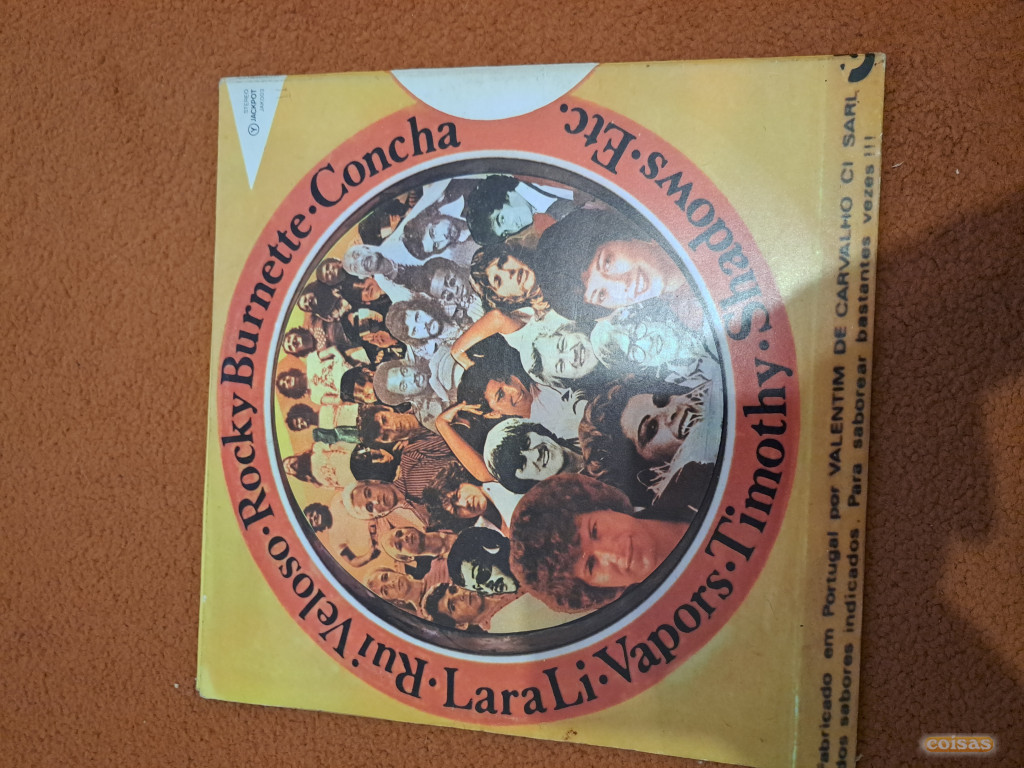 STEREO
JACKPOT
Rui Veloso · Rocky Burnette · Concha
Lara Li · Vapors · Timothy · Shadows · Etc.
Fabricado em Portugal por VALENTIM DE CARVALHO CI SARL
dos sabores indicados. Para saborear bastantes vezes !!!
coisas